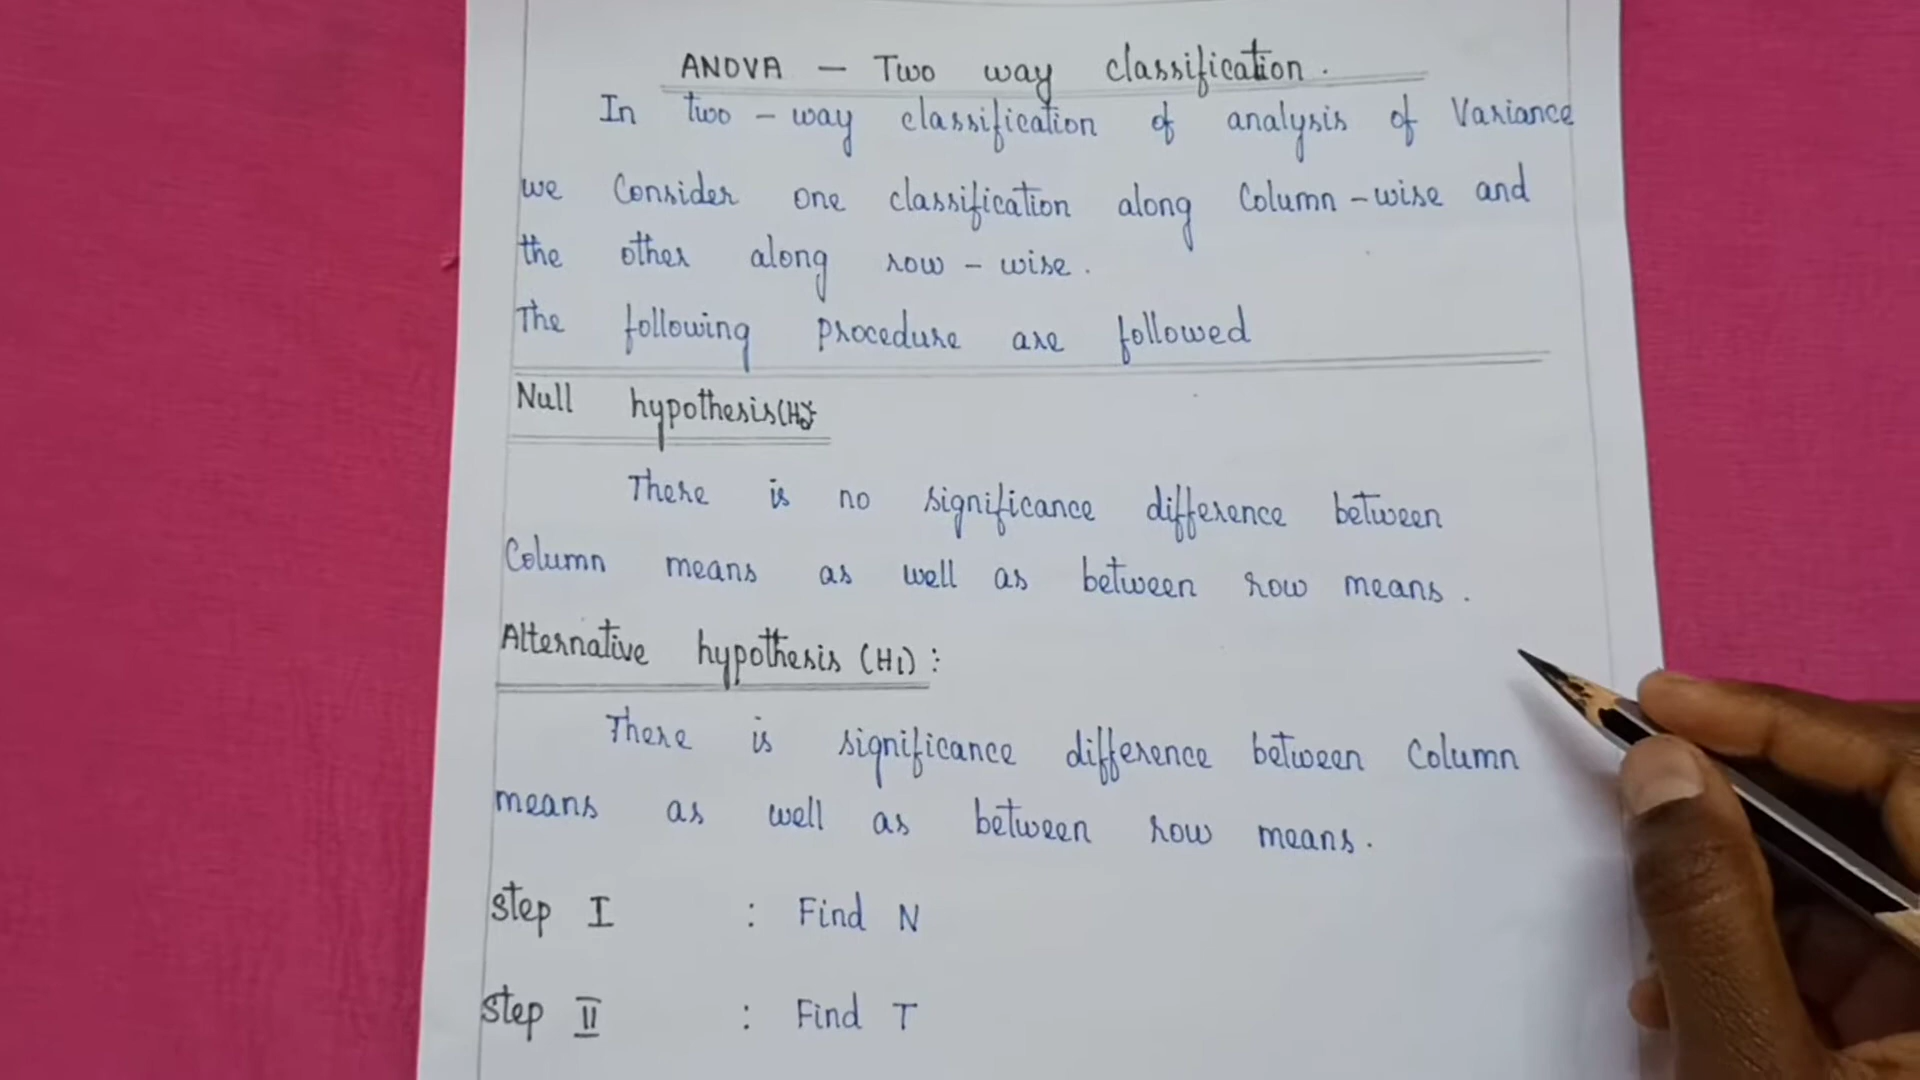 ANOVA - Two way classification.
In two-way classification of analysis of Variance
we Consider one classification along Column-wise and
the other along row-wise.
The following procedure are followed
Null hypothesis (H0):
There is no significance difference between
Column means as well as between row means.
Alternative hypothesis (H1):
There is significance difference between Column
means as well as between row means.
Step I : Find N
Step II : Find T